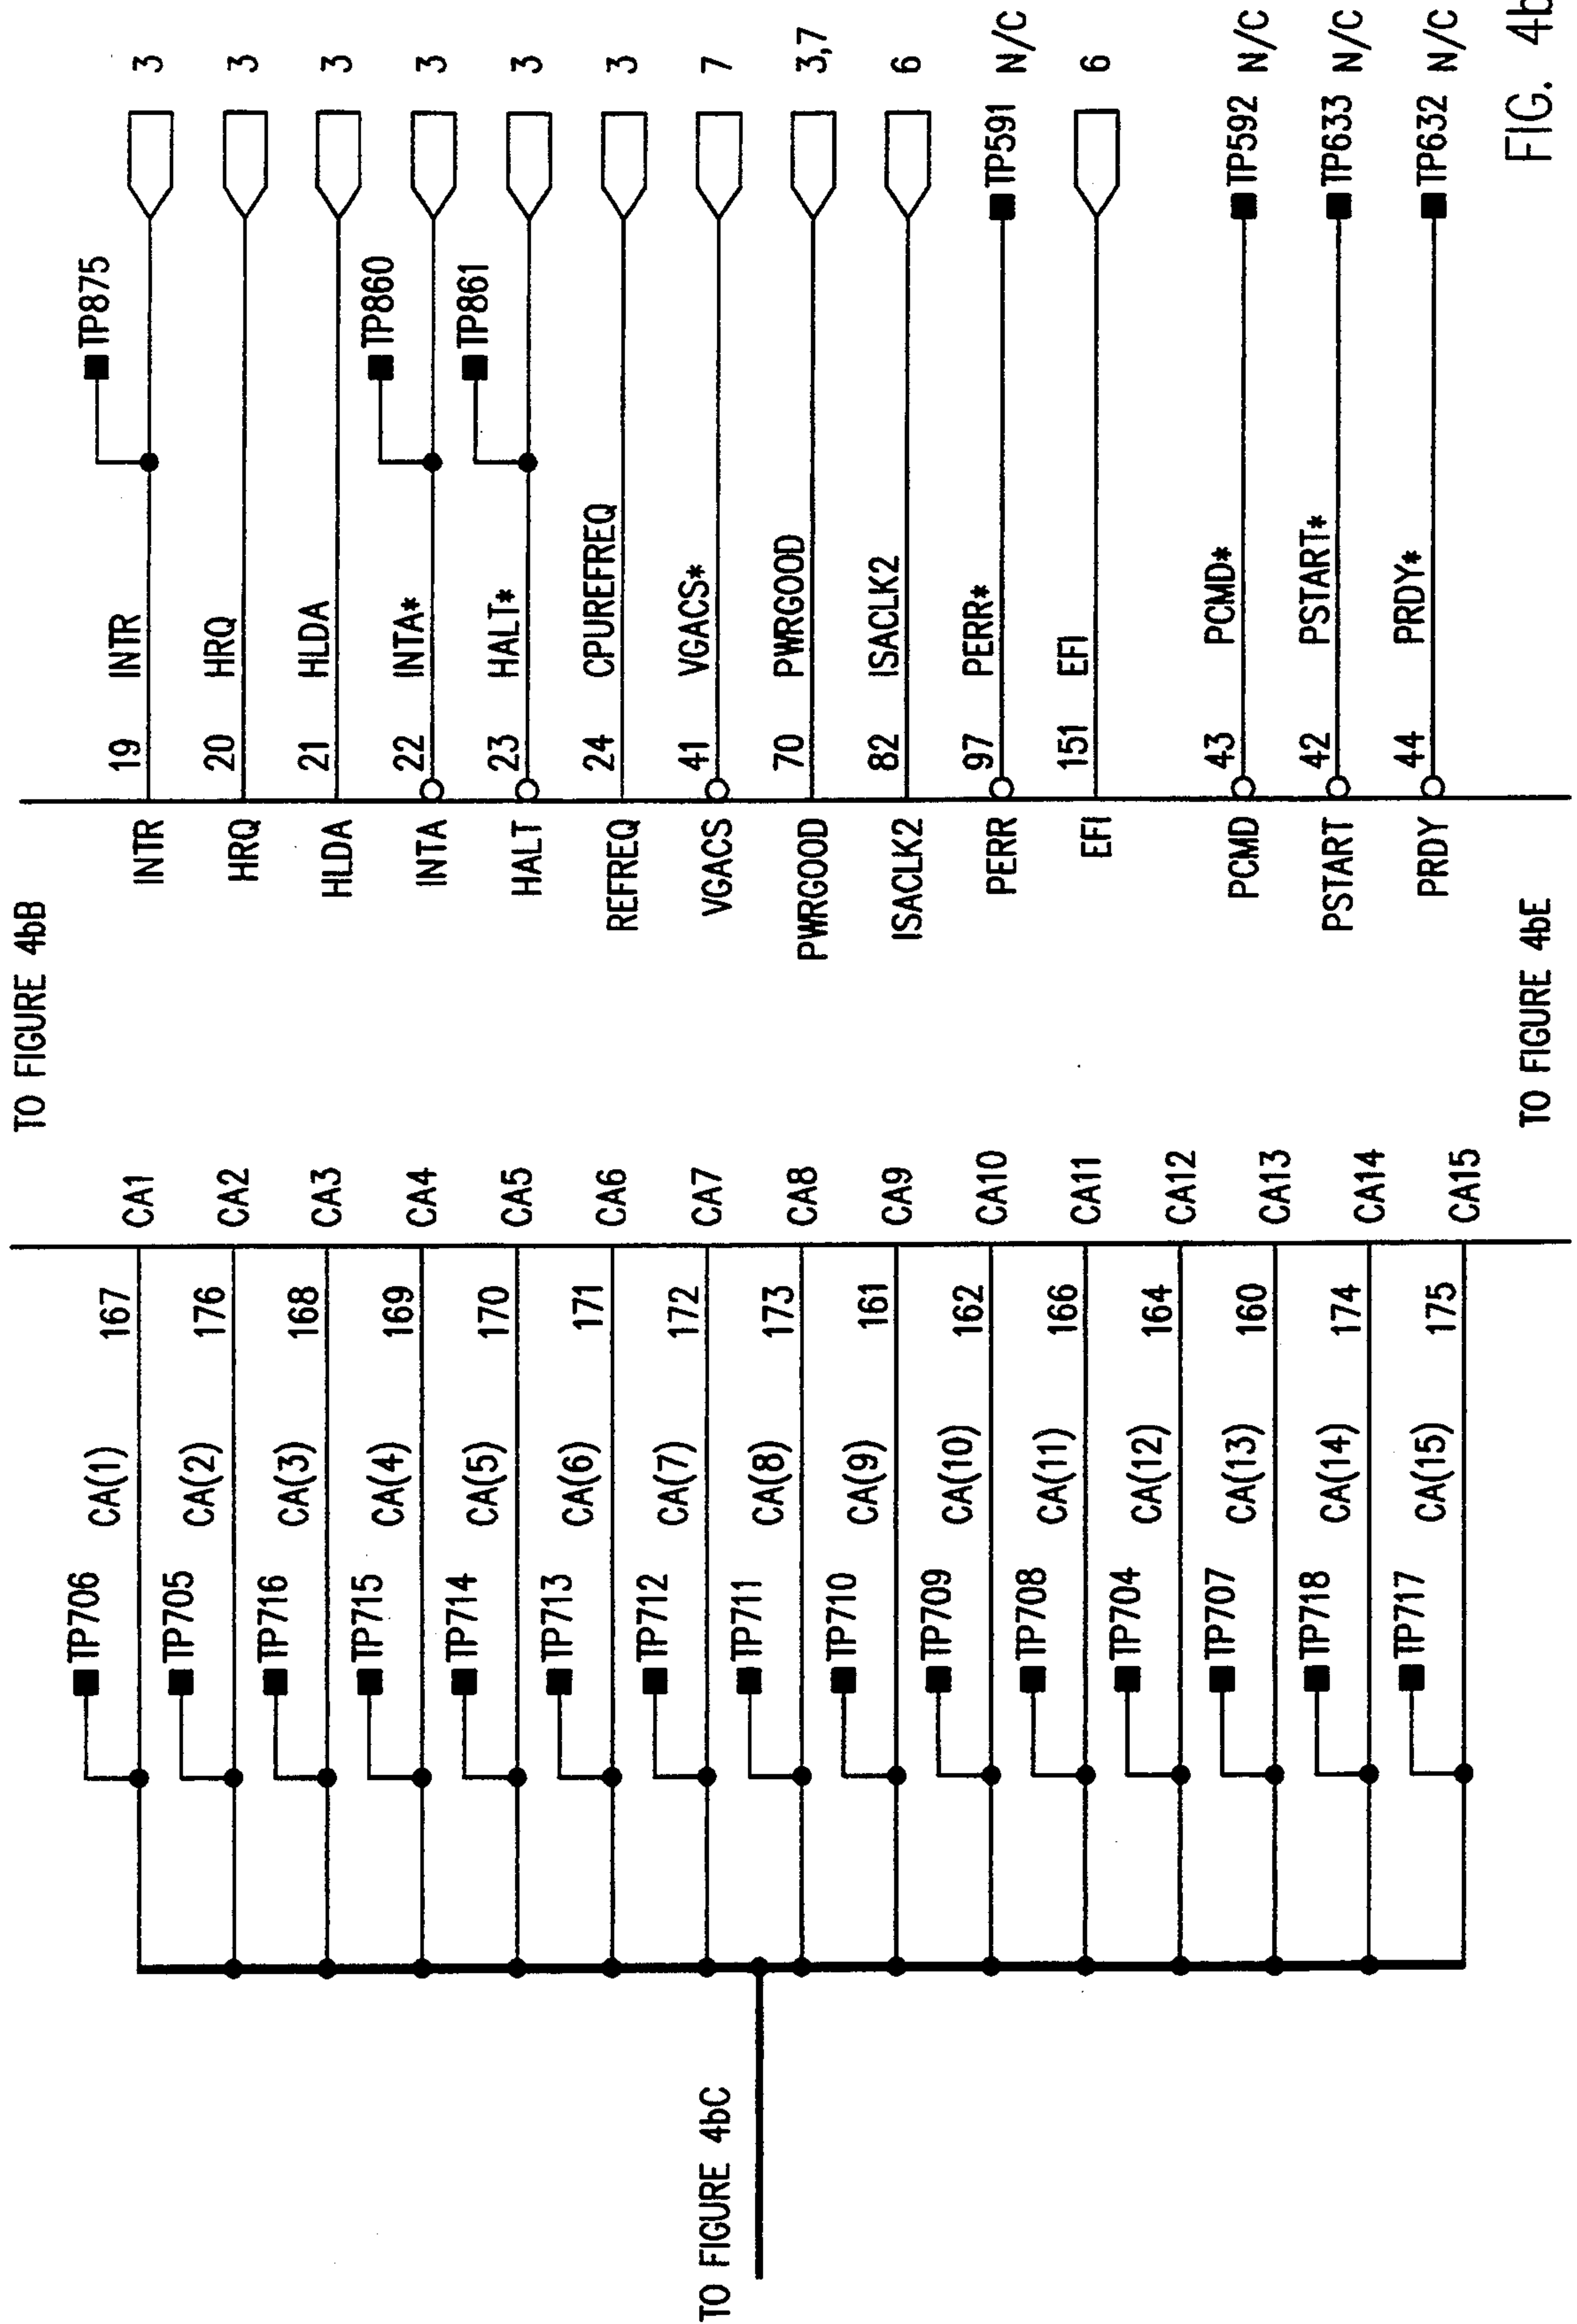 TO FIGURE 4bB
TP706 CA(1) 167 CA1
TP705 CA(2) 176 CA2
TP716 CA(3) 168 CA3
TP715 CA(4) 169 CA4
TP714 CA(5) 170 CA5
TP713 CA(6) 171 CA6
TP712 CA(7) 172 CA7
TP711 CA(8) 173 CA8
TP710 CA(9) 161 CA9
TP709 CA(10) 162 CA10
TP708 CA(11) 166 CA11
TP704 CA(12) 164 CA12
TP707 CA(13) 160 CA13
TP718 CA(14) 174 CA14
TP717 CA(15) 175 CA15
TO FIGURE 4bC
INTR 19 INTR TP875 3
HRQ 20 HRQ 3
HLDA 21 HLDA 3
INTA 22 INTA* TP860 3
HALT 23 HALT* TP861 3
REFREQ 24 CPUREFREQ 3
VGACS 41 VGACS* 7
PWRGOOD 70 PWRGOOD 3,7
ISACLK2 82 ISACLK2 6
PERR 97 PERR* TP591 N/C
EFI 151 EFI 6
PCMD 43 PCMD* TP592 N/C
PSTART 42 PSTART* TP633 N/C
PRDY 44 PRDY* TP632 N/C
TO FIGURE 4bE
FIG. 4b